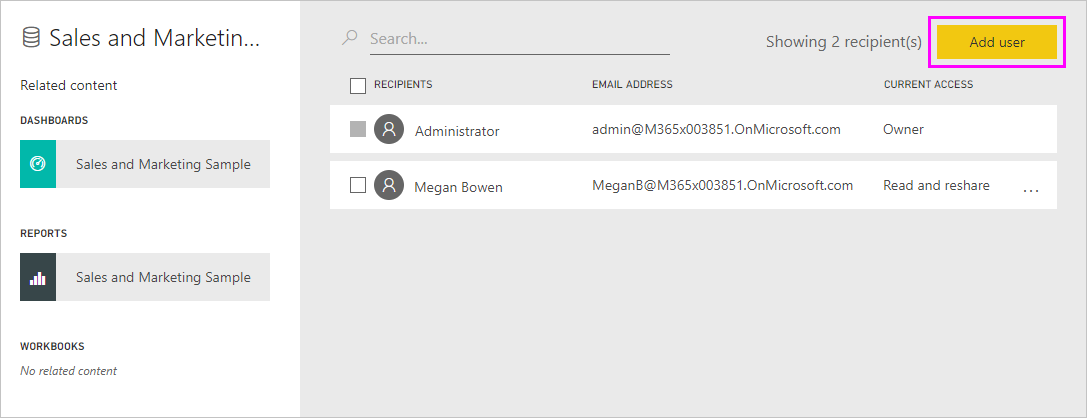 Sales and Marketin...
Related content
DASHBOARDS
Sales and Marketing Sample
REPORTS
Sales and Marketing Sample
WORKBOOKS
No related content
Search...
Showing 2 recipient(s)
Add user
RECIPIENTS EMAIL ADDRESS CURRENT ACCESS
Administrator admin@M365x003851.OnMicrosoft.com Owner
Megan Bowen MeganB@M365x003851.OnMicrosoft.com Read and reshare ...